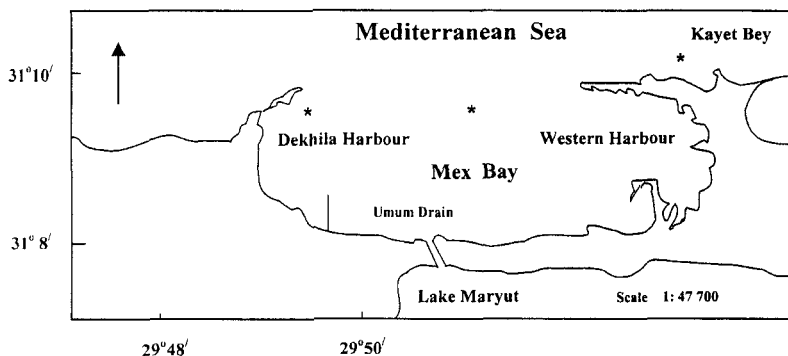 Mediterranean Sea
Kayet Bey
31° 10/
*
*
*
Dekhila Harbour
Western Harbour
Mex Bay
Umum Drain
31° 8/
Lake Maryut
Scale 1: 47 700
29°48/
29°50/